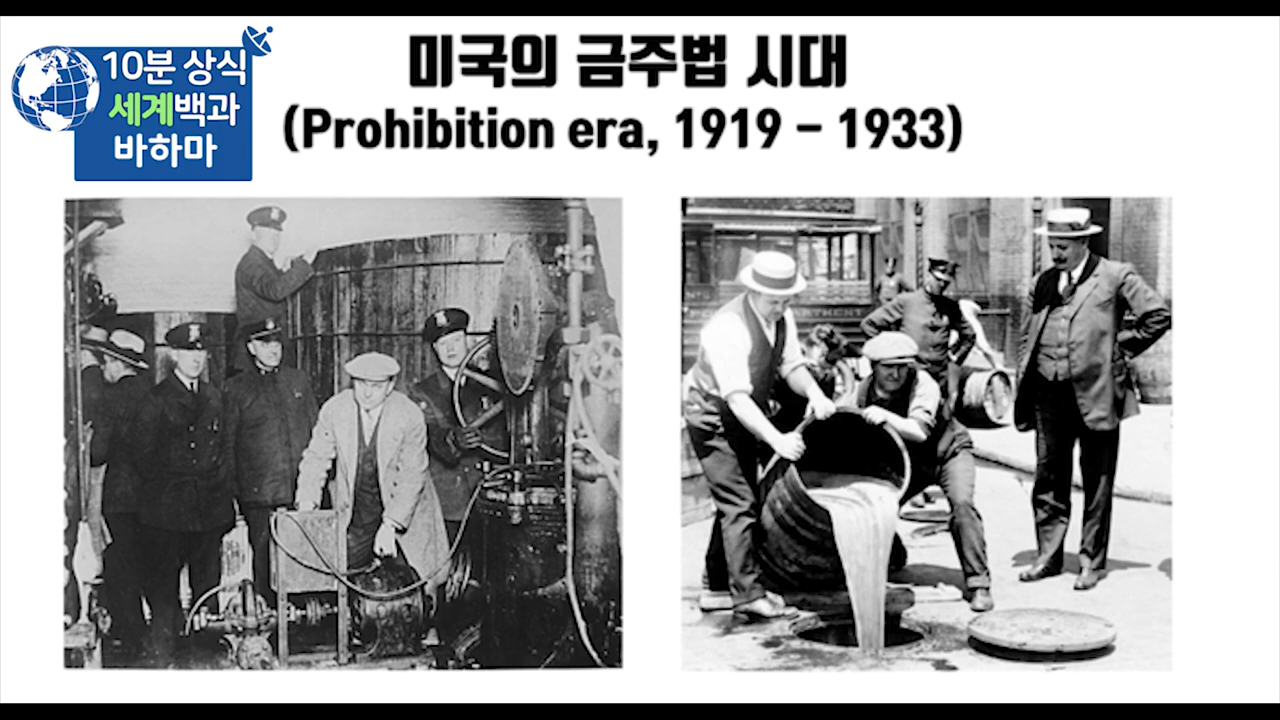 10분 상식
세계백과
바하마
미국의 금주법 시대
(Prohibition era, 1919 – 1933)